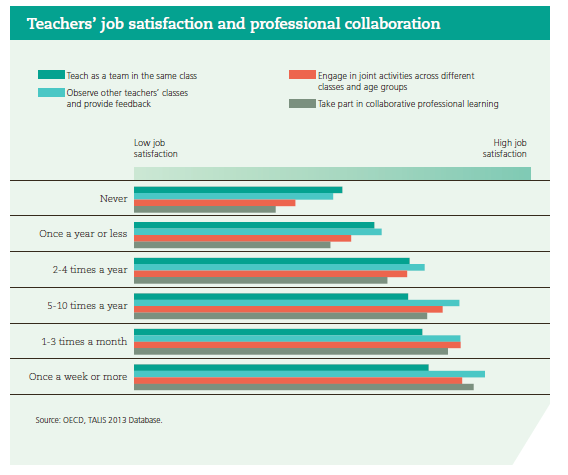 Teachers' job satisfaction and professional collaboration
Teach as a team in the same class
Observe other teachers' classes
and provide feedback
Engage in joint activities across different
classes and age groups
Take part in collaborative professional learning
Low job
satisfaction
High job
satisfaction
Never
Once a year or less
2-4 times a year
5-10 times a year
1-3 times a month
Once a week or more
Source: OECD, TALIS 2013 Database.